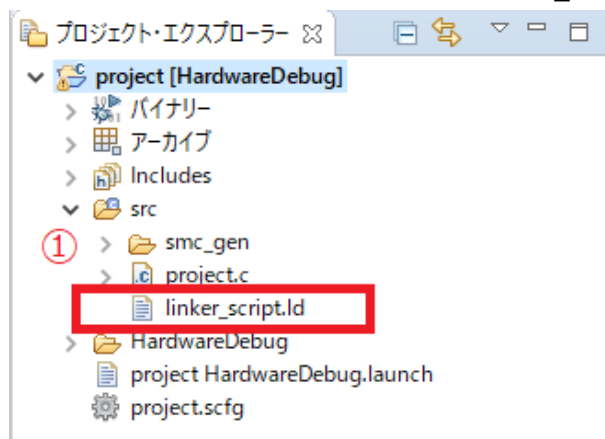 プロジェクト・エクスプローラー
project [HardwareDebug]
バイナリー
アーカイブ
Includes
src
① smc_gen
project.c
linker_script.ld
HardwareDebug
project HardwareDebug.launch
project.scfg